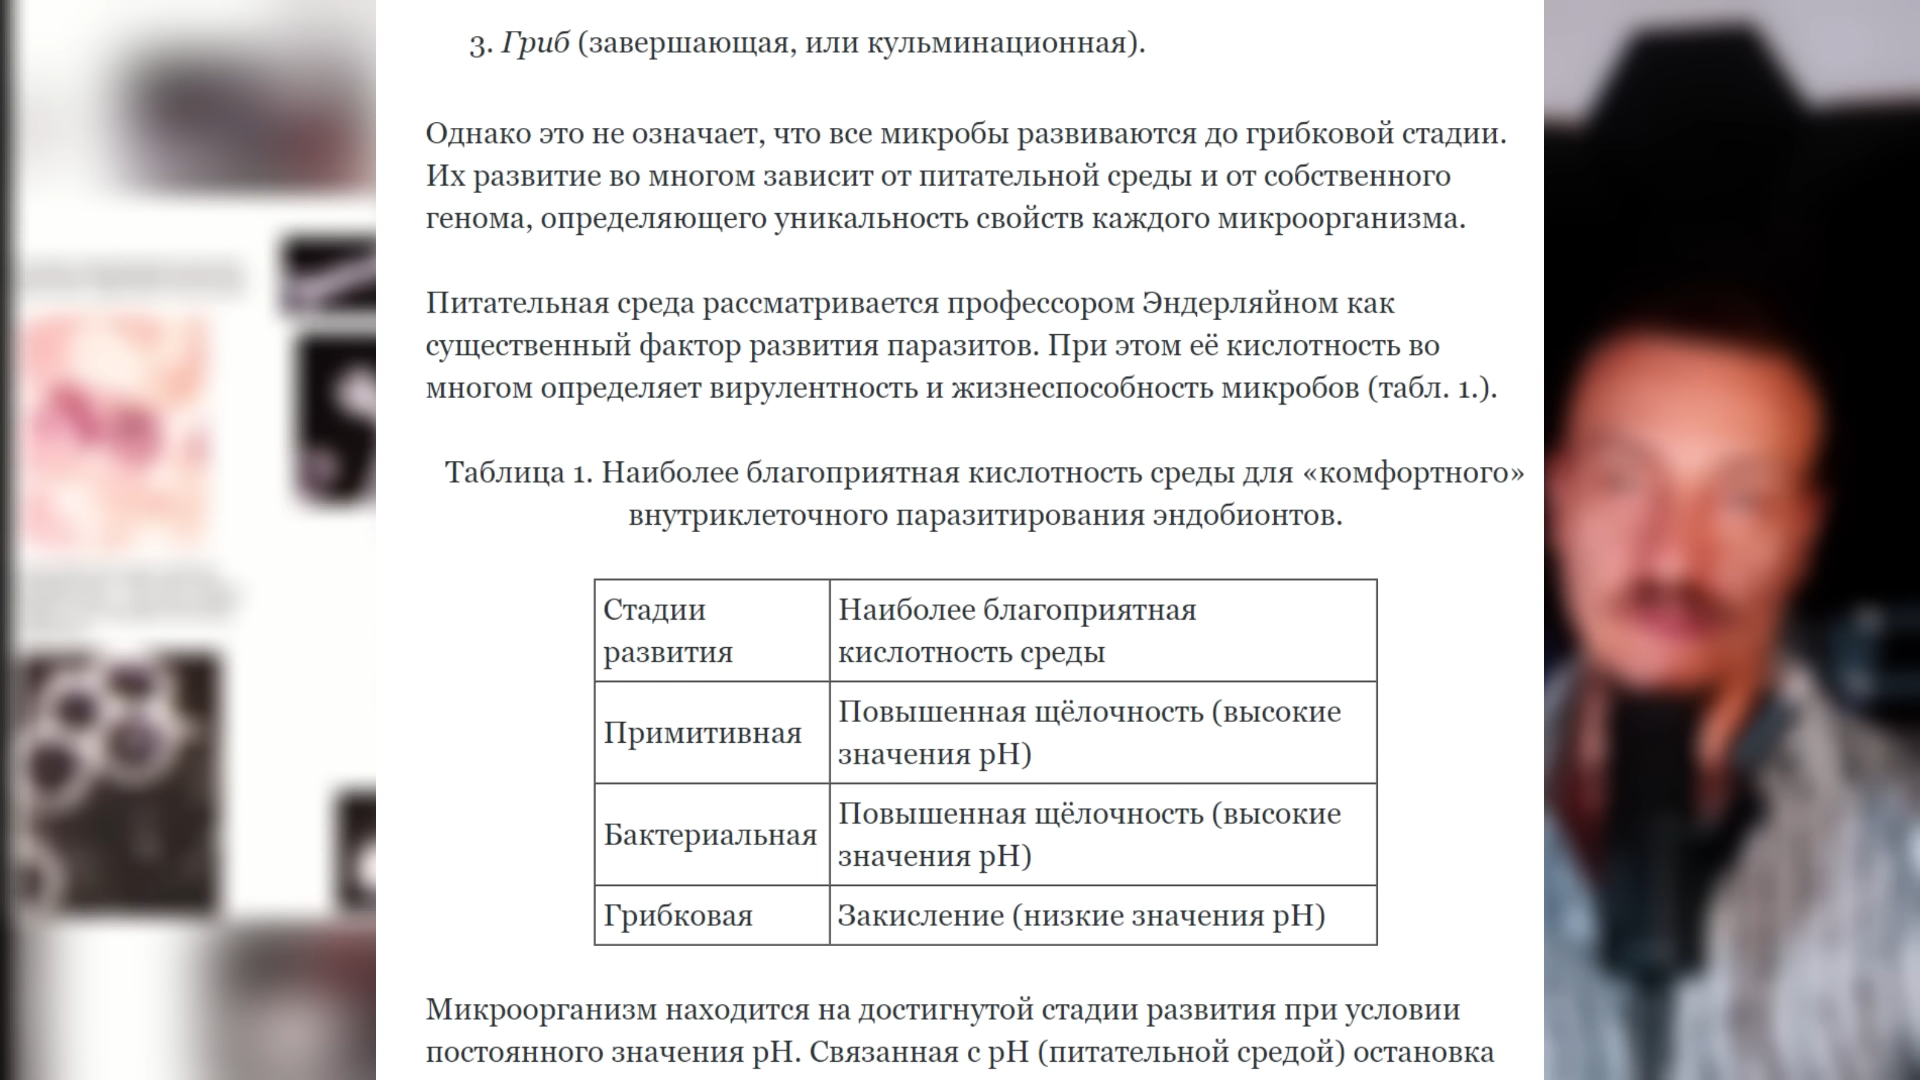 3. Гриб (завершающая, или кульминационная).
Однако это не означает, что все микробы развиваются до грибковой стадии.
Их развитие во многом зависит от питательной среды и от собственного
генома, определяющего уникальность свойств каждого микроорганизма.
Питательная среда рассматривается профессором Эндерляйном как
существенный фактор развития паразитов. При этом её кислотность во
многом определяет вирулентность и жизнеспособность микробов (табл. 1.).
Таблица 1. Наиболее благоприятная кислотность среды для «комфортного»
внутриклеточного паразитирования эндобионтов.
Стадии
развития
Наиболее благоприятная
кислотность среды
Примитивная
Повышенная щёлочность (высокие
значения pH)
Бактериальная
Повышенная щёлочность (высокие
значения pH)
Грибковая
Закисление (низкие значения pH)
Микроорганизм находится на достигнутой стадии развития при условии
постоянного значения pH. Связанная с pH (питательной средой) остановка